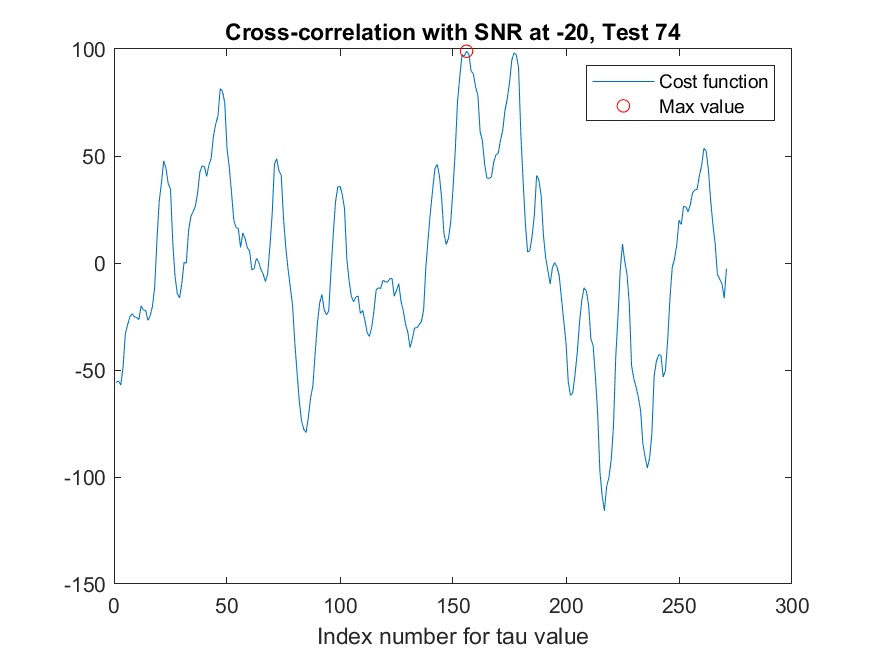 Cross-correlation with SNR at -20, Test 74
100
50
0
-50
-100
-150
0 50 100 150 200 250 300
Index number for tau value
Cost function
Max value